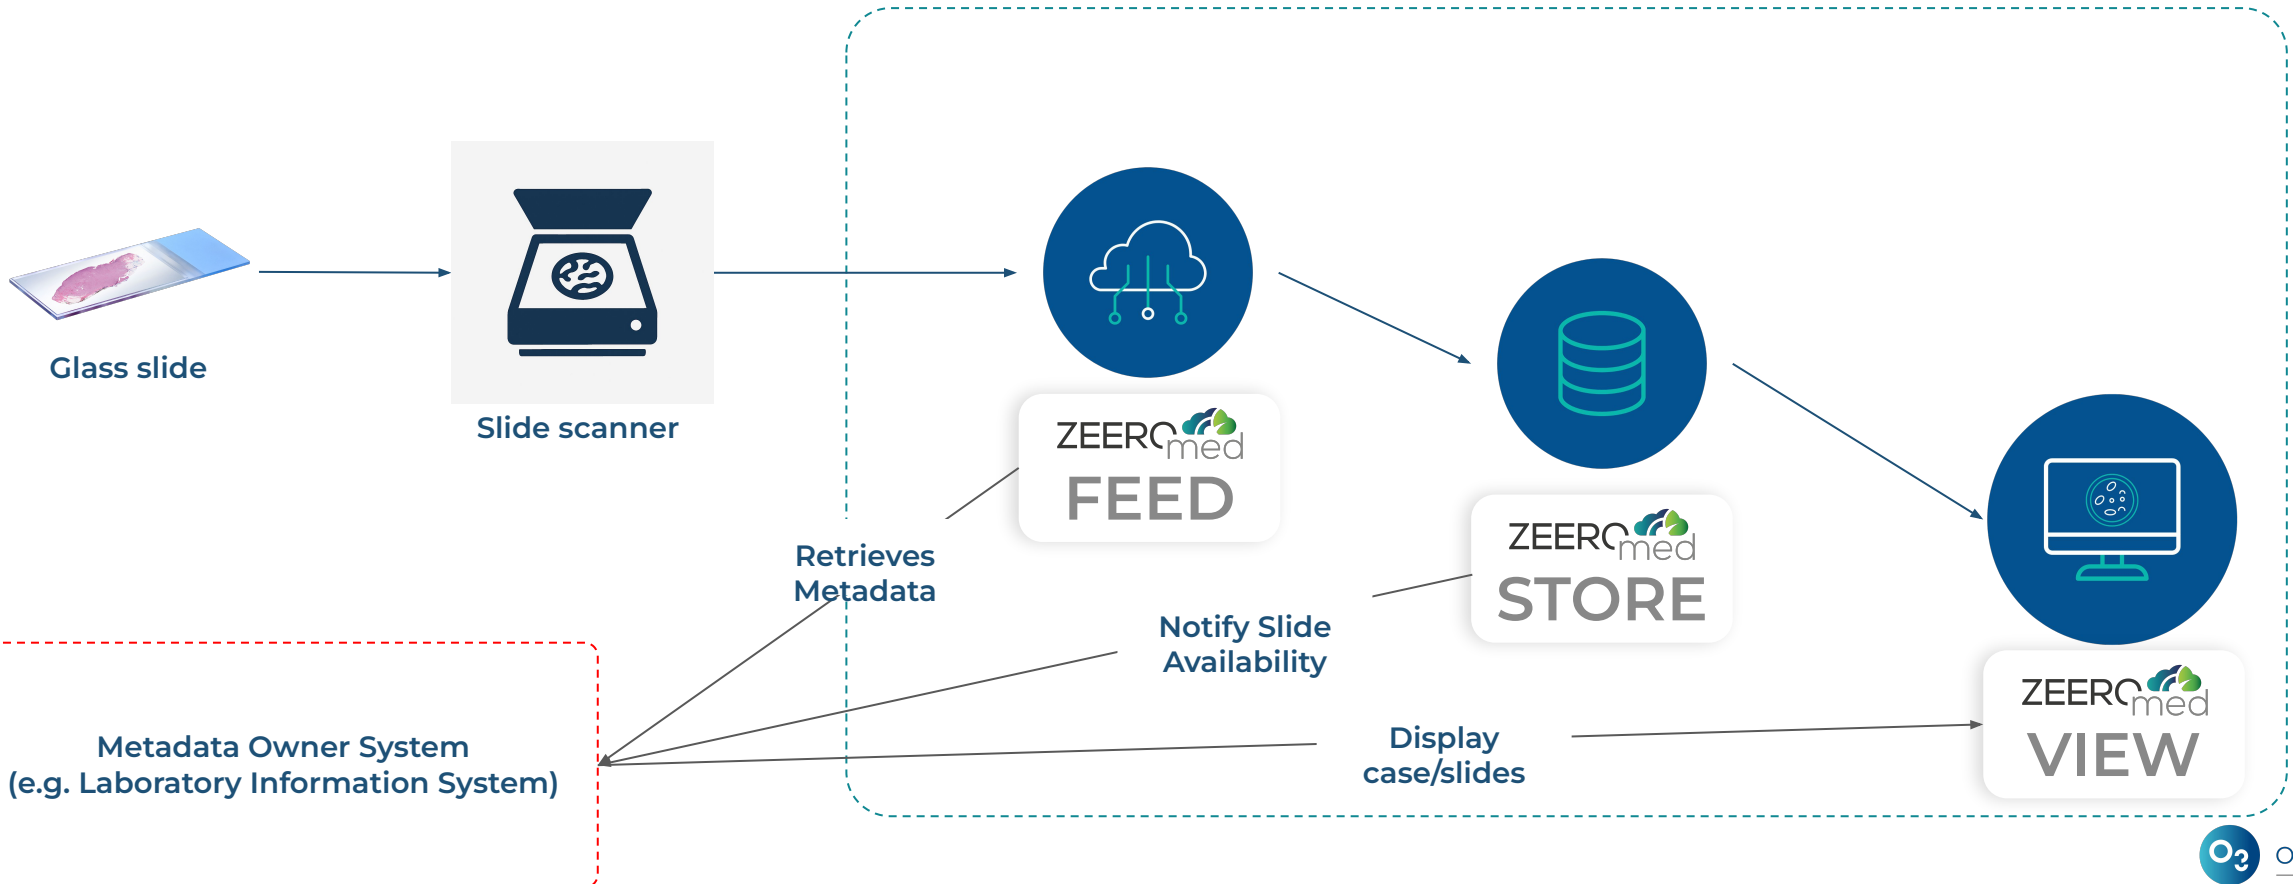 Glass slide
Slide scanner
ZEEROmed
FEED
ZEEROmed
STORE
ZEEROmed
VIEW
Retrieves
Metadata
Notify Slide
Availability
Display
case/slides
Metadata Owner System
(e.g. Laboratory Information System)
O3
O